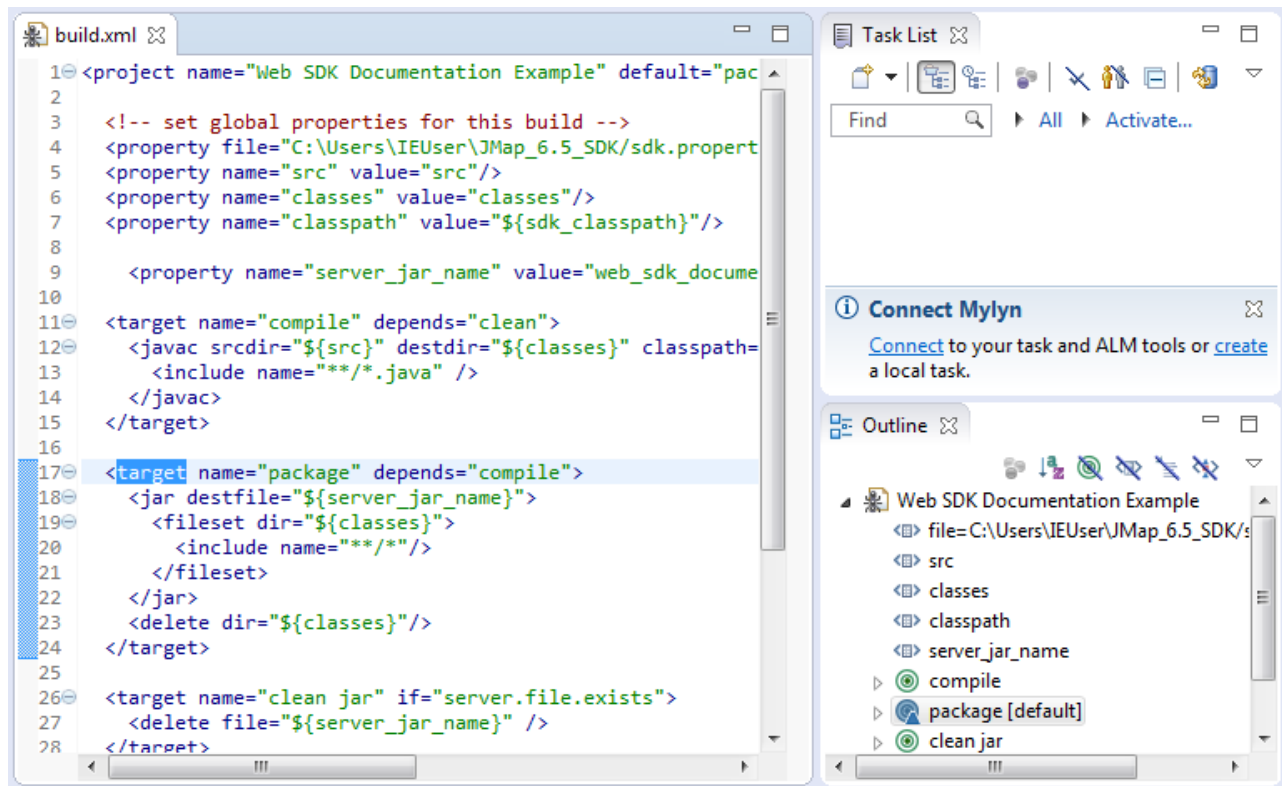 build.xml
1 <project name="Web SDK Documentation Example" default="pac
2
3 <!-- set global properties for this build -->
4 <property file="C:\Users\IEUser\JMap_6.5_SDK/sdk.propert
5 <property name="src" value="src"/>
6 <property name="classes" value="classes"/>
7 <property name="classpath" value="${sdk_classpath}"/>
8
9 <property name="server_jar_name" value="web_sdk_docume
10
11 <target name="compile" depends="clean">
12 <javac srcdir="${src}" destdir="${classes}" classpath=
13 <include name="**/*.java" />
14 </javac>
15 </target>
16
17 <target name="package" depends="compile">
18 <jar destfile="${server_jar_name}">
19 <fileset dir="${classes}">
20 <include name="**/*"/>
21 </fileset>
22 </jar>
23 <delete dir="${classes}"/>
24 </target>
25
26 <target name="clean jar" if="server.file.exists">
27 <delete file="${server_jar_name}" />
28 </target>
Task List
Find All Activate...
Connect Mylyn
Connect to your task and ALM tools or create
a local task.
Outline
Web SDK Documentation Example
file=C:\Users\IEUser\JMap_6.5_SDK/s
src
classes
classpath
server_jar_name
compile
package [default]
clean jar